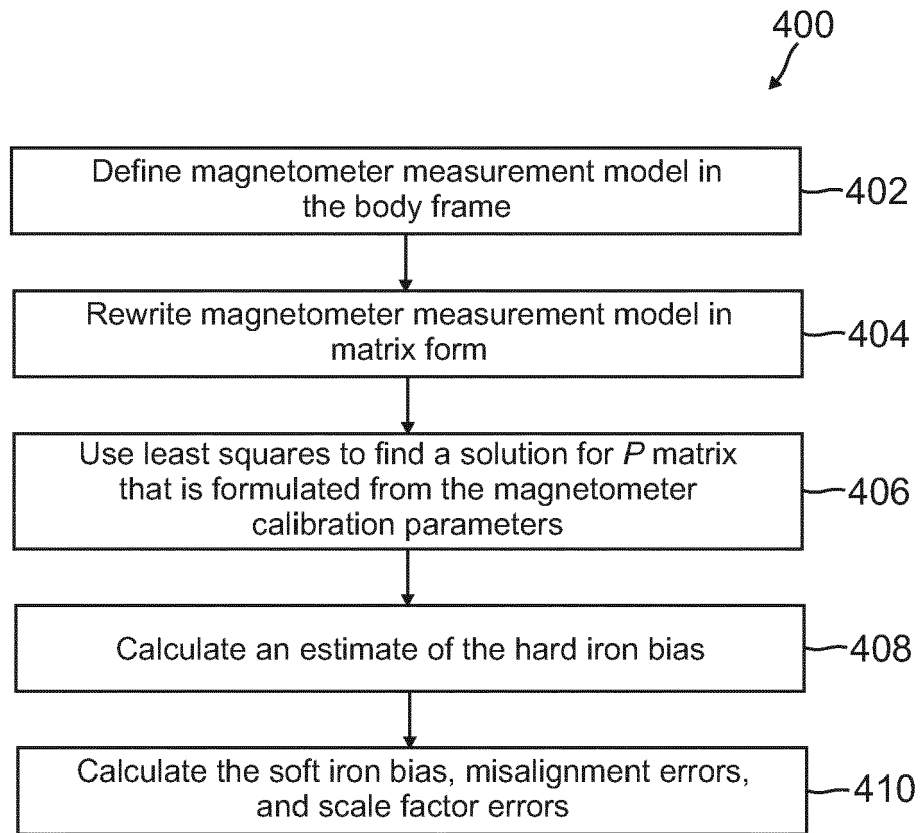 400
Define magnetometer measurement model in
the body frame
402
Rewrite magnetometer measurement model in
matrix form
404
Use least squares to find a solution for P matrix
that is formulated from the magnetometer
calibration parameters
406
Calculate an estimate of the hard iron bias
408
Calculate the soft iron bias, misalignment errors,
and scale factor errors
410